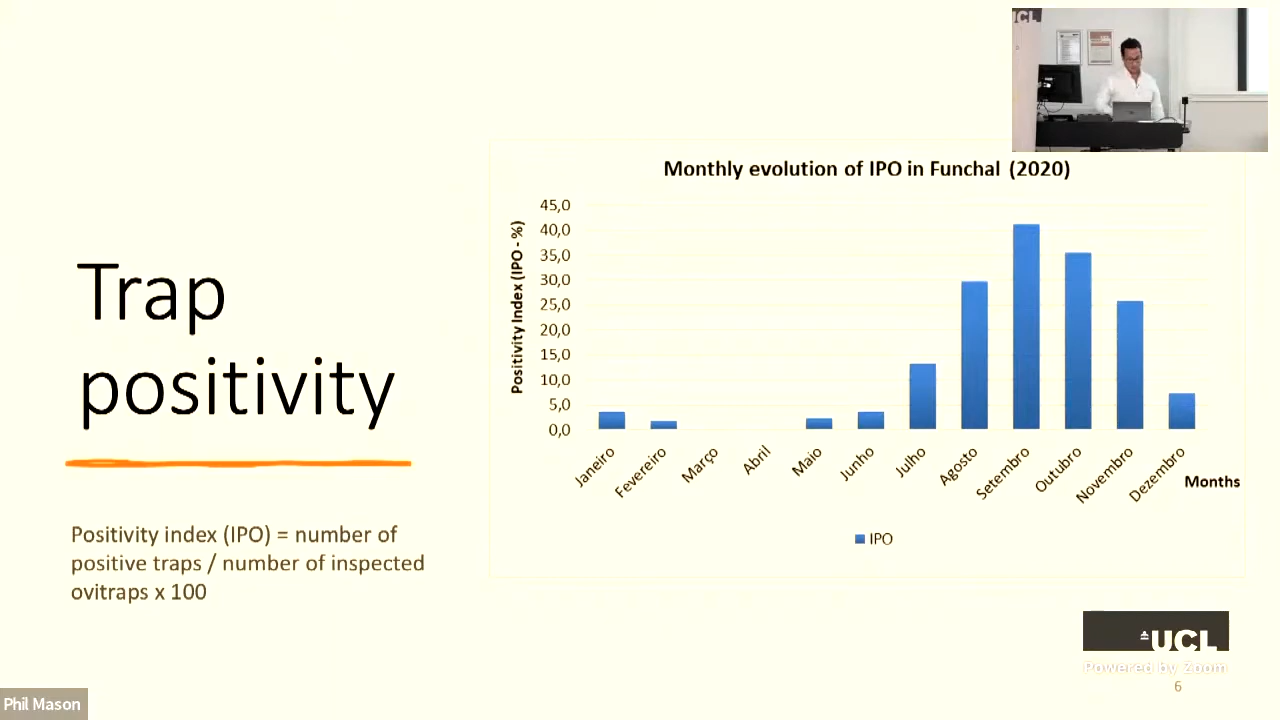 UCL
Monthly evolution of IPO in Funchal (2020)
Positivity Index (IPO - %)
45,0
40,0
35,0
30,0
25,0
20,0
15,0
10,0
5,0
0,0
Janeiro
Fevereiro
Março
Abril
Maio
Junho
Julho
Agosto
Setembro
Outubro
Novembro
Dezembro
Months
IPO
Trap
positivity
Positivity index (IPO) = number of
positive traps / number of inspected
ovitraps x 100
UCL
Powered by Zoom
6
Phil Mason